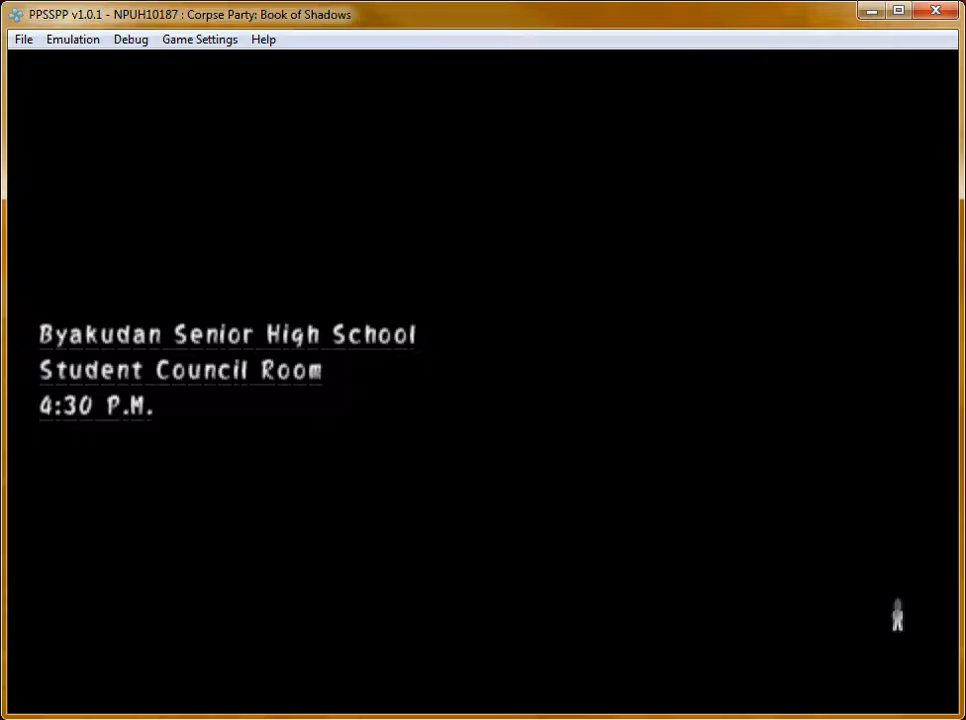 PPSSPP v1.0.1 - NPUH10187 : Corpse Party: Book of Shadows
File Emulation Debug Game Settings Help
Byakudan Senior High School
Student Council Room
4:30 P.M.